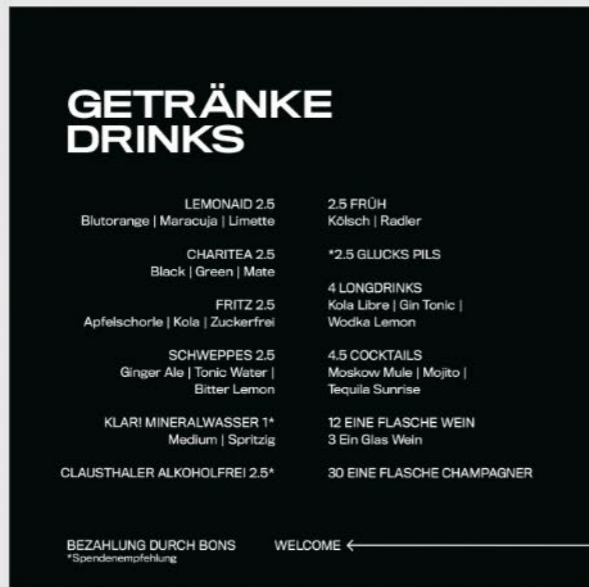 GETRÄNKE
DRINKS
LEMONAID 2.5
Blutorange | Maracuja | Limette
CHARITEA 2.5
Black | Green | Mate
FRITZ 2.5
Apfelschorle | Kola | Zuckerfrei
SCHWEPPES 2.5
Ginger Ale | Tonic Water |
Bitter Lemon
KLAR! MINERALWASSER 1*
Medium | Spritzig
CLAUSTHALER ALKOHOLFREI 2.5*
2.5 FRÜH
Kölsch | Radler
*2.5 GLUCKS PILS
4 LONGDRINKS
Kola Libre | Gin Tonic |
Wodka Lemon
4.5 COCKTAILS
Moskow Mule | Mojito |
Tequila Sunrise
12 EINE FLASCHE WEIN
3 Ein Glas Wein
30 EINE FLASCHE CHAMPAGNER
BEZAHLUNG DURCH BONS
*Spendenempfehlung
WELCOME ←